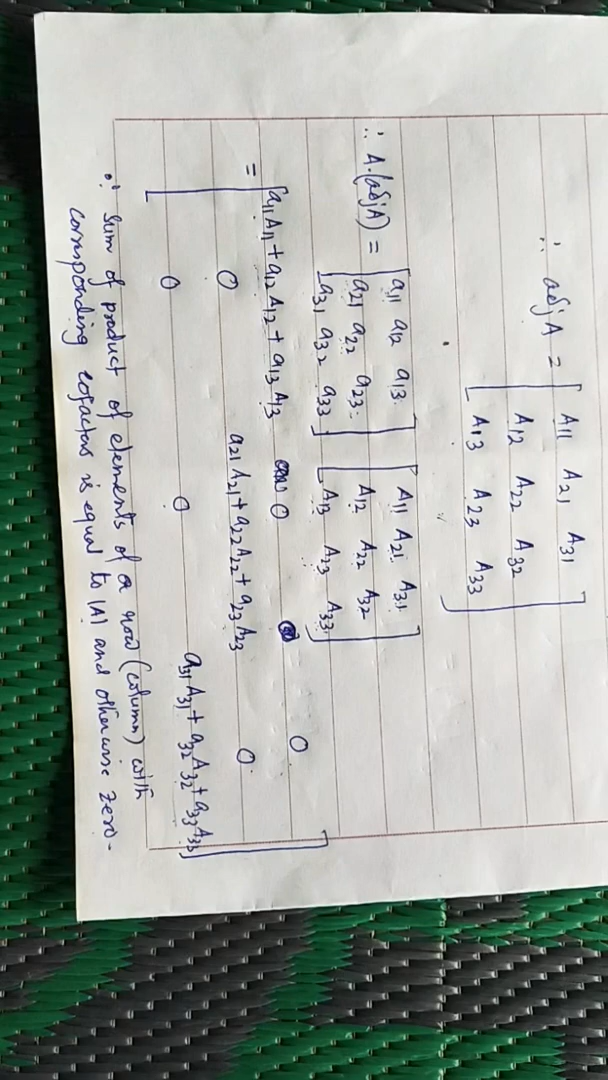 ∴ adj A = [ A11 A21 A31
A12 A22 A32
A13 A23 A33 ]
∴ A.(adjA) = [ a11 a12 a13
a21 a22 a23
a31 a32 a33 ] [ A11 A21 A31
A12 A22 A32
A13 A23 A33 ]
= [ a11A11 + a12A12 + a13A13 0 0
0 a21A21 + a22A22 + a23A23 0
0 0 a31A31 + a32A32 + a33A33 ]
∵ Sum of product of elements of a row (column) with
corresponding cofactors is equal to |A| and otherwise zero.